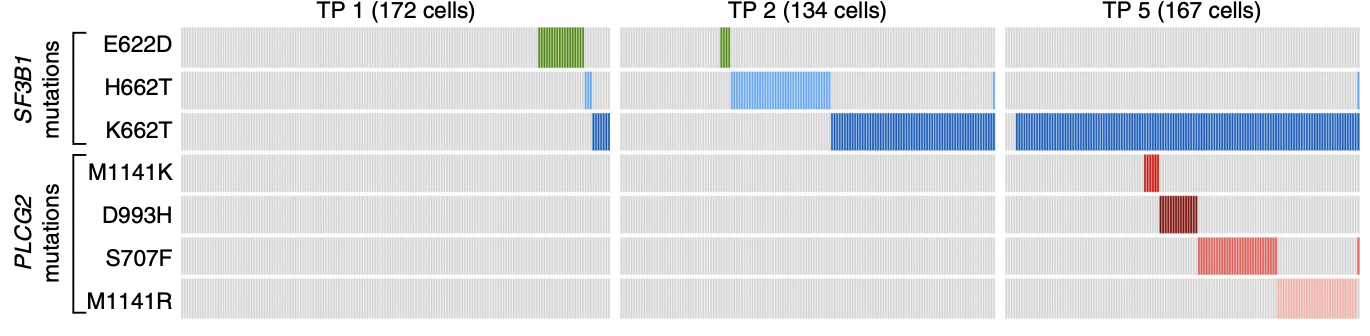 TP 1 (172 cells) TP 2 (134 cells) TP 5 (167 cells)
SF3B1
mutations
E622D
H662T
K662T
PLCG2
mutations
M1141K
D993H
S707F
M1141R